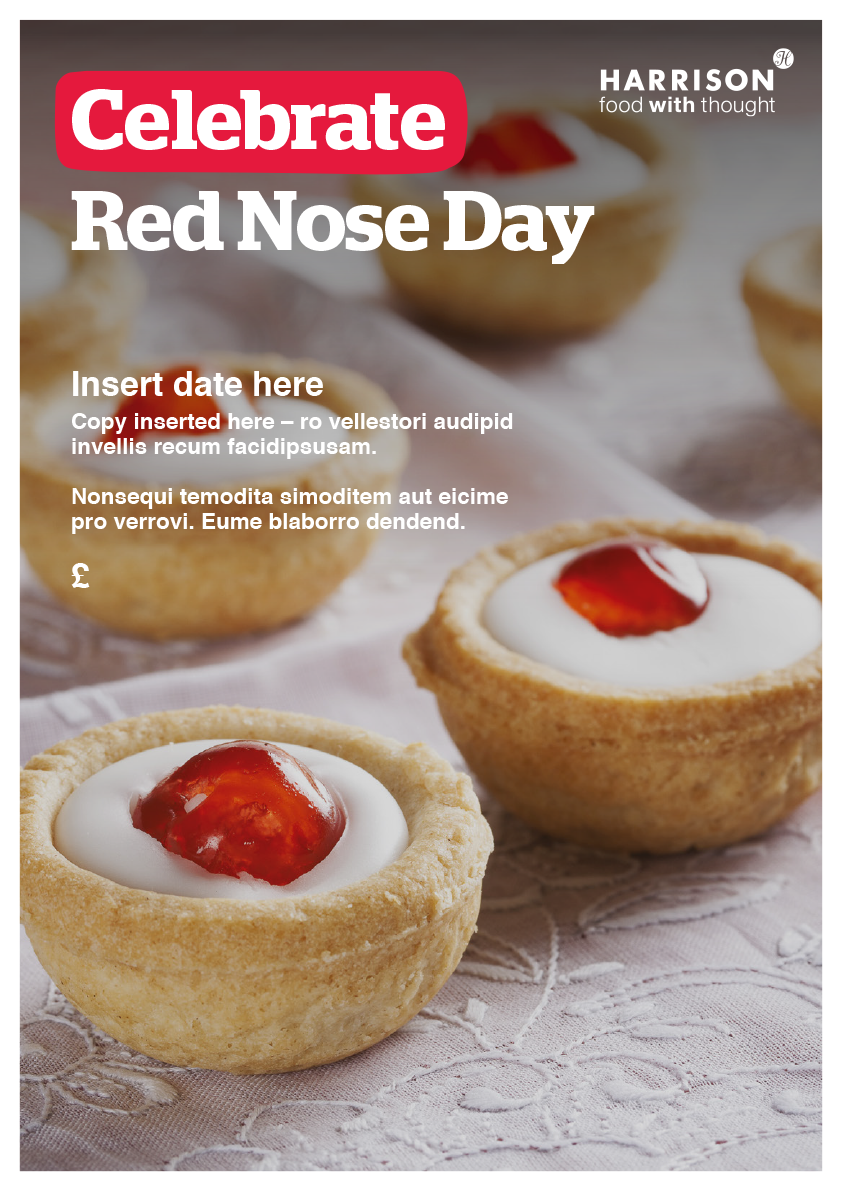 Celebrate
HARRISON
food with thought
Red Nose Day
Insert date here
Copy inserted here – ro vellestori audipid
invellis recum facidipsusam.
Nonsequi temodita simoditem aut eicime
pro verrovi. Eume blaborro dendend.
£